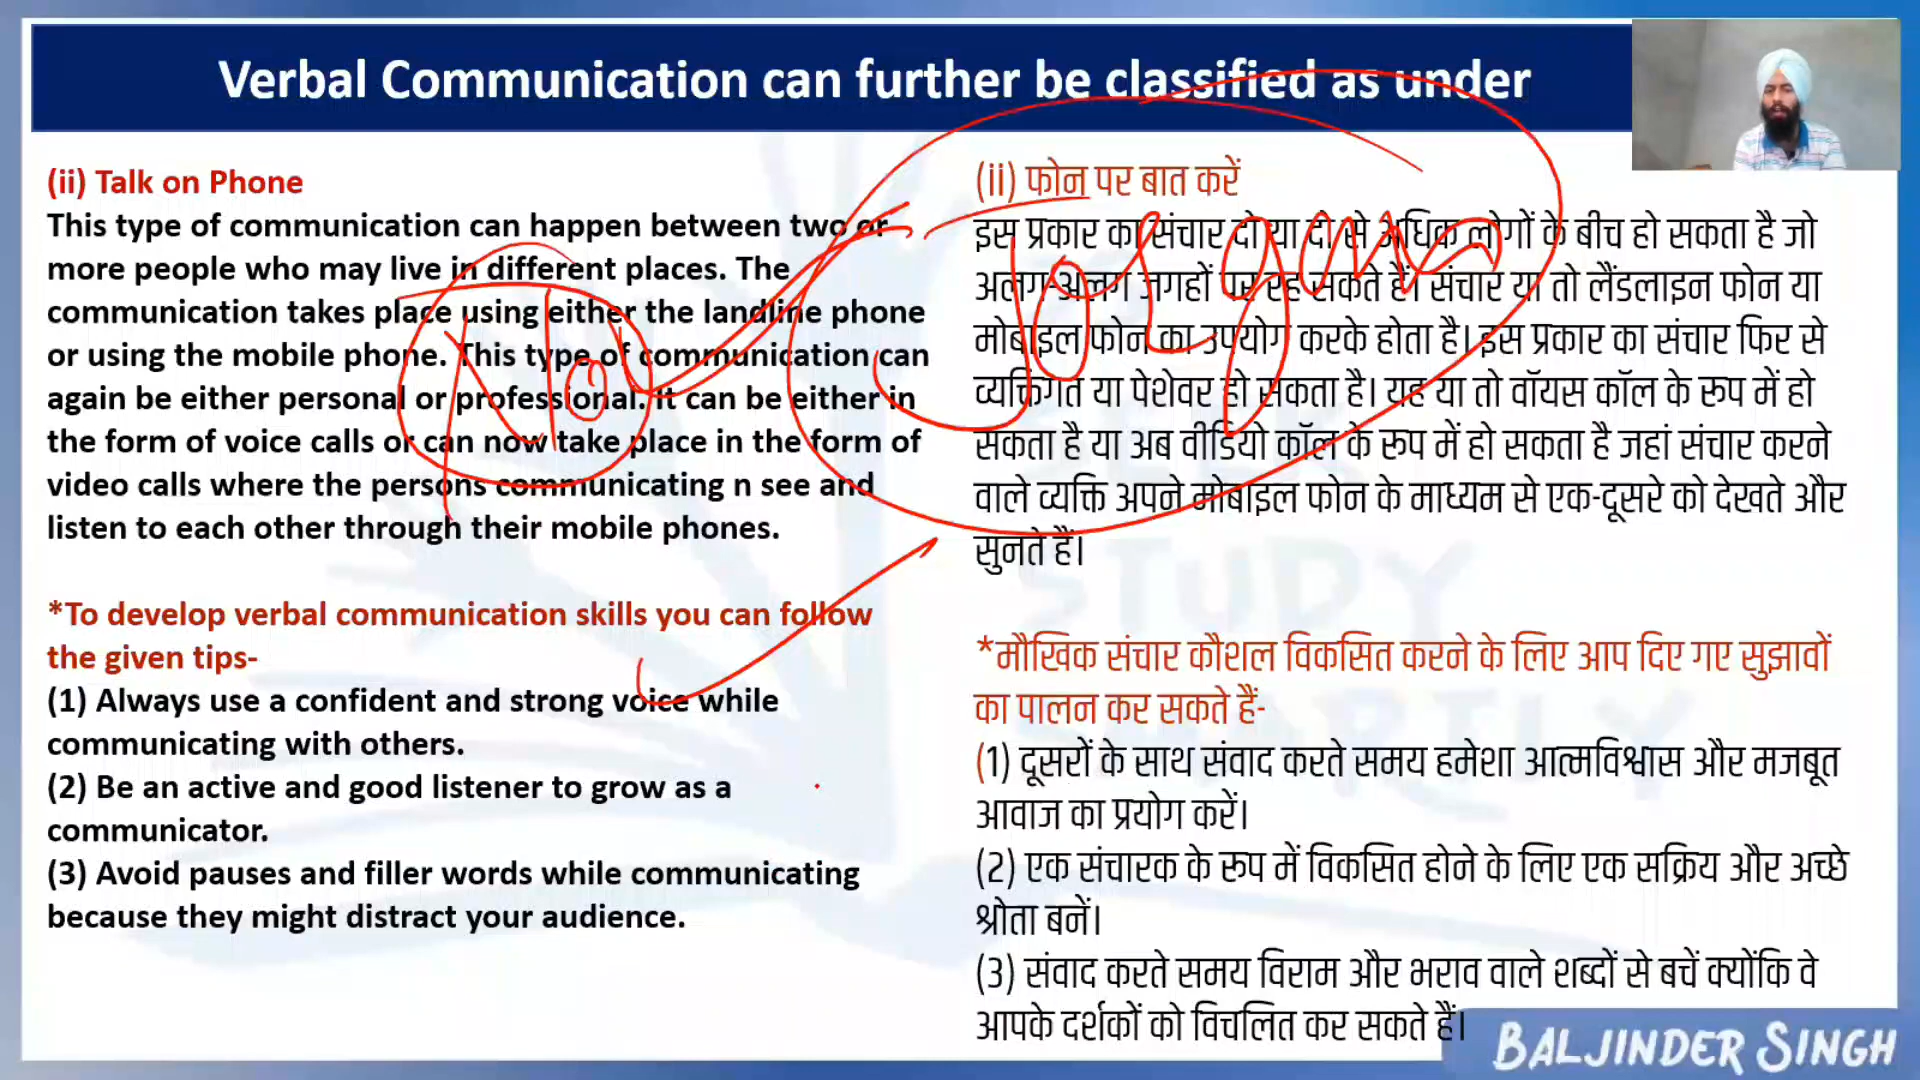 Verbal Communication can further be classified as under
(ii) Talk on Phone
This type of communication can happen between two or
more people who may live in different places. The
communication takes place using either the landline phone
or using the mobile phone. This type of communication can
again be either personal or professional. It can be either in
the form of voice calls or can now take place in the form of
video calls where the persons communicating n see and
listen to each other through their mobile phones.
*To develop verbal communication skills you can follow
the given tips-
(1) Always use a confident and strong voice while
communicating with others.
(2) Be an active and good listener to grow as a
communicator.
(3) Avoid pauses and filler words while communicating
because they might distract your audience.
(ii) फोन पर बात करें
इस प्रकार का संचार दो या दो से अधिक लोगों के बीच हो सकता है जो
अलग-अलग जगहों पर रह सकते हैं। संचार या तो लैंडलाइन फोन या
मोबाइल फोन का उपयोग करके होता है। इस प्रकार का संचार फिर से
व्यक्तिगत या पेशेवर हो सकता है। यह या तो वॉयस कॉल के रूप में हो
सकता है या अब वीडियो कॉल के रूप में हो सकता है जहां संचार करने
वाले व्यक्ति अपने मोबाइल फोन के माध्यम से एक-दूसरे को देखते और
सुनते हैं।
*मौखिक संचार कौशल विकसित करने के लिए आप दिए गए सुझावों
का पालन कर सकते हैं-
(1) दूसरों के साथ संवाद करते समय हमेशा आत्मविश्वास और मजबूत
आवाज का प्रयोग करें।
(2) एक संचारक के रूप में विकसित होने के लिए एक सक्रिय और अच्छे
श्रोता बनें।
(3) संवाद करते समय विराम और भराव वाले शब्दों से बचें क्योंकि वे
आपके दर्शकों को विचलित कर सकते हैं।
No
Jorgans
STUDY
BALJINDER SINGH